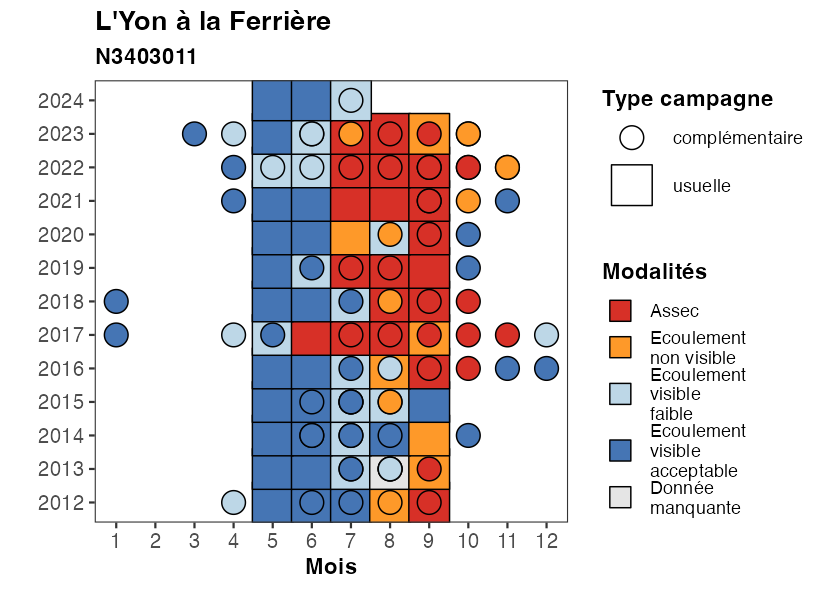 L'Yon à la Ferrière
N3403011
2024
2023
2022
2021
2020
2019
2018
2017
2016
2015
2014
2013
2012
1 2 3 4 5 6 7 8 9 10 11 12
Mois
Type campagne
complémentaire
usuelle
Modalités
Assec
Ecoulement
non visible
Ecoulement
visible
faible
Ecoulement
visible
acceptable
Donnée
manquante